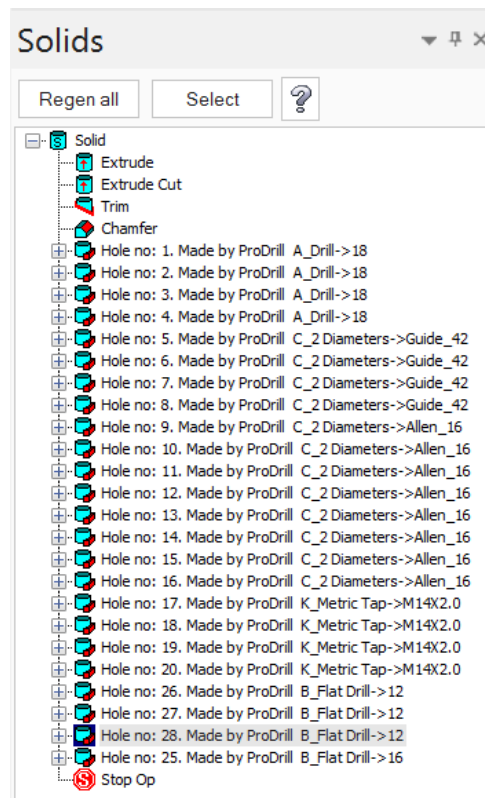 Solids
Regen all Select
Solid
Extrude
Extrude Cut
Trim
Chamfer
Hole no: 1. Made by ProDrill A_Drill->18
Hole no: 2. Made by ProDrill A_Drill->18
Hole no: 3. Made by ProDrill A_Drill->18
Hole no: 4. Made by ProDrill A_Drill->18
Hole no: 5. Made by ProDrill C_2 Diameters->Guide_42
Hole no: 6. Made by ProDrill C_2 Diameters->Guide_42
Hole no: 7. Made by ProDrill C_2 Diameters->Guide_42
Hole no: 8. Made by ProDrill C_2 Diameters->Guide_42
Hole no: 9. Made by ProDrill C_2 Diameters->Allen_16
Hole no: 10. Made by ProDrill C_2 Diameters->Allen_16
Hole no: 11. Made by ProDrill C_2 Diameters->Allen_16
Hole no: 12. Made by ProDrill C_2 Diameters->Allen_16
Hole no: 13. Made by ProDrill C_2 Diameters->Allen_16
Hole no: 14. Made by ProDrill C_2 Diameters->Allen_16
Hole no: 15. Made by ProDrill C_2 Diameters->Allen_16
Hole no: 16. Made by ProDrill C_2 Diameters->Allen_16
Hole no: 17. Made by ProDrill K_Metric Tap->M14X2.0
Hole no: 18. Made by ProDrill K_Metric Tap->M14X2.0
Hole no: 19. Made by ProDrill K_Metric Tap->M14X2.0
Hole no: 20. Made by ProDrill K_Metric Tap->M14X2.0
Hole no: 26. Made by ProDrill B_Flat Drill->12
Hole no: 27. Made by ProDrill B_Flat Drill->12
Hole no: 28. Made by ProDrill B_Flat Drill->12
Hole no: 25. Made by ProDrill B_Flat Drill->16
Stop Op